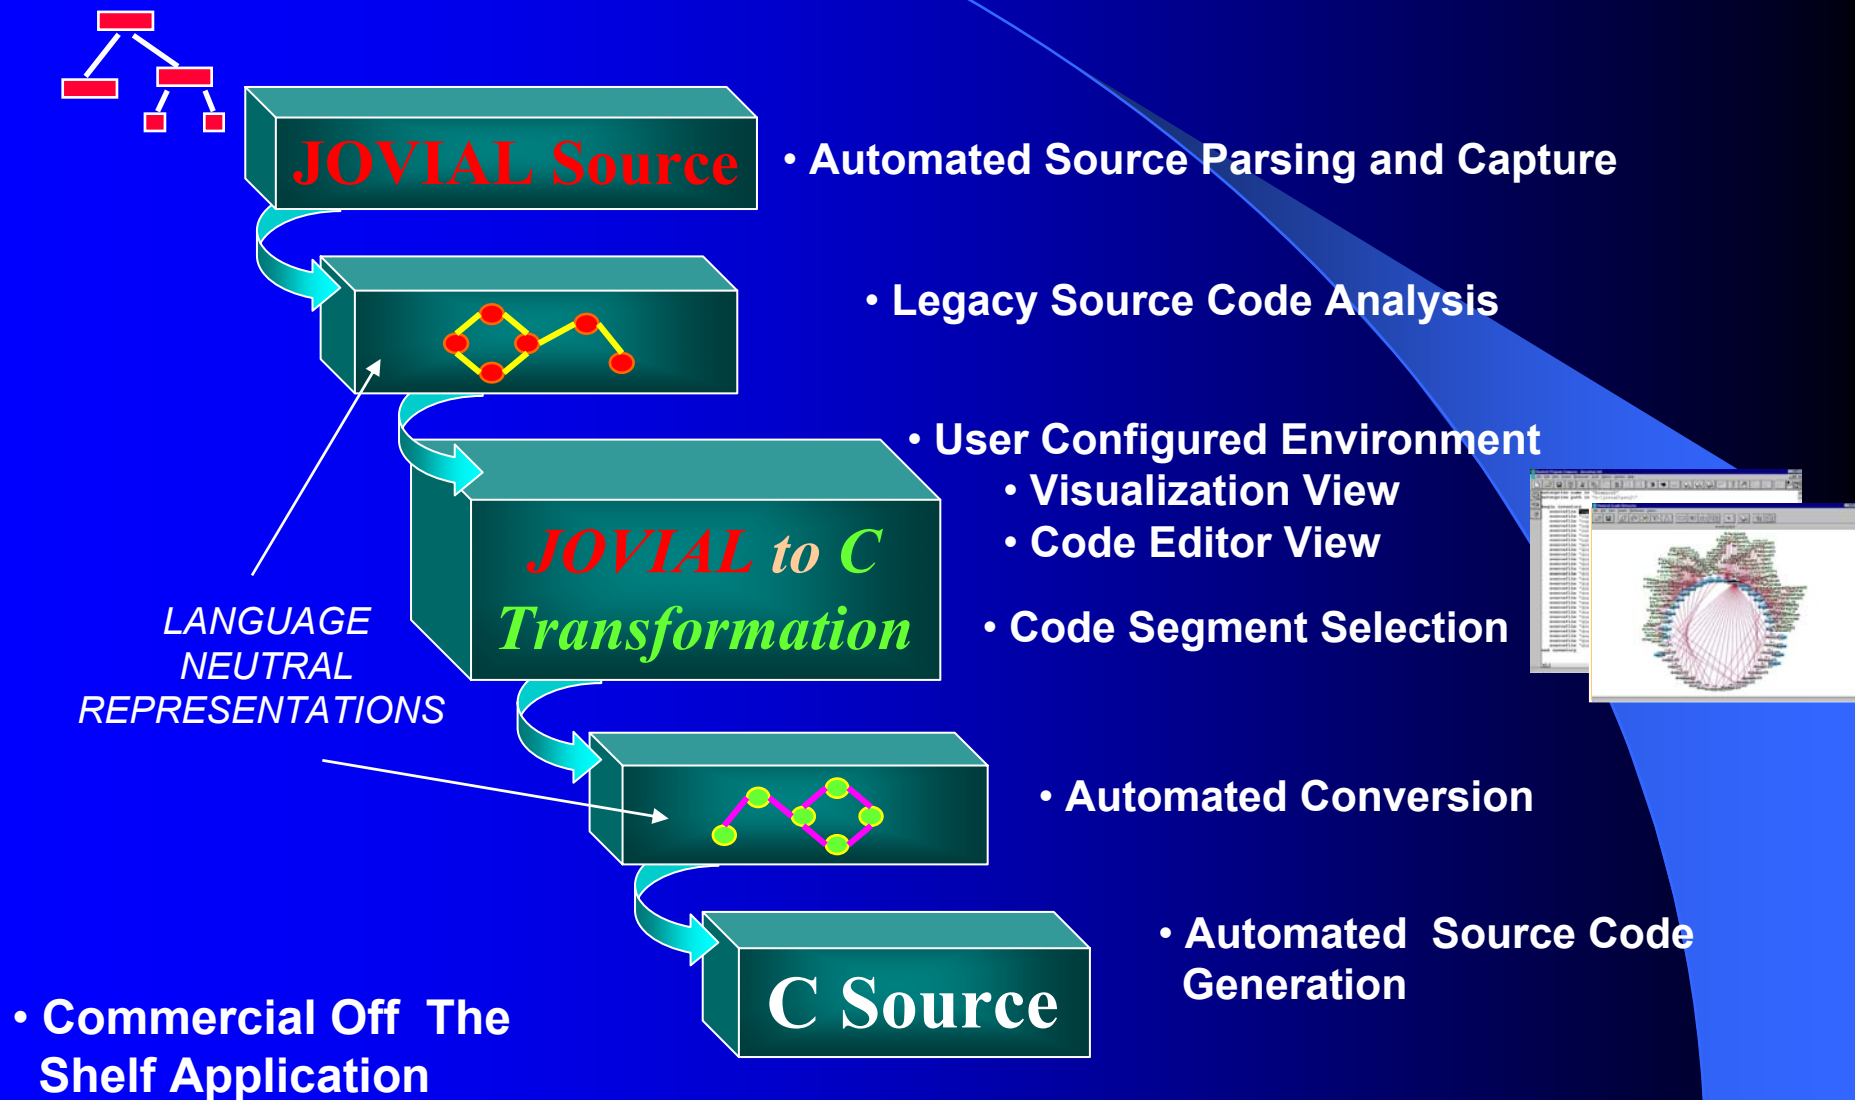 JOVIAL Source
• Automated Source Parsing and Capture
• Legacy Source Code Analysis
• User Configured Environment
• Visualization View
• Code Editor View
JOVIAL to C
Transformation
• Code Segment Selection
LANGUAGE
NEUTRAL
REPRESENTATIONS
• Automated Conversion
• Automated  Source Code
Generation
C Source
• Commercial Off  The
Shelf Application